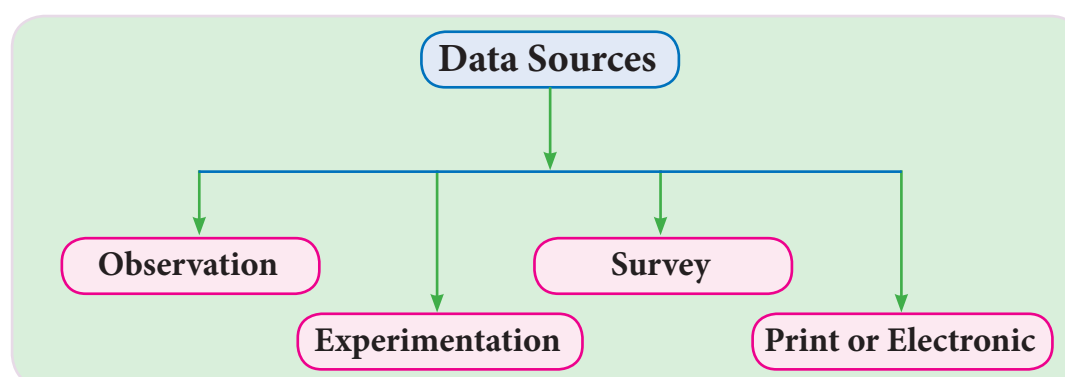 Data Sources
Observation
Survey
Experimentation
Print or Electronic